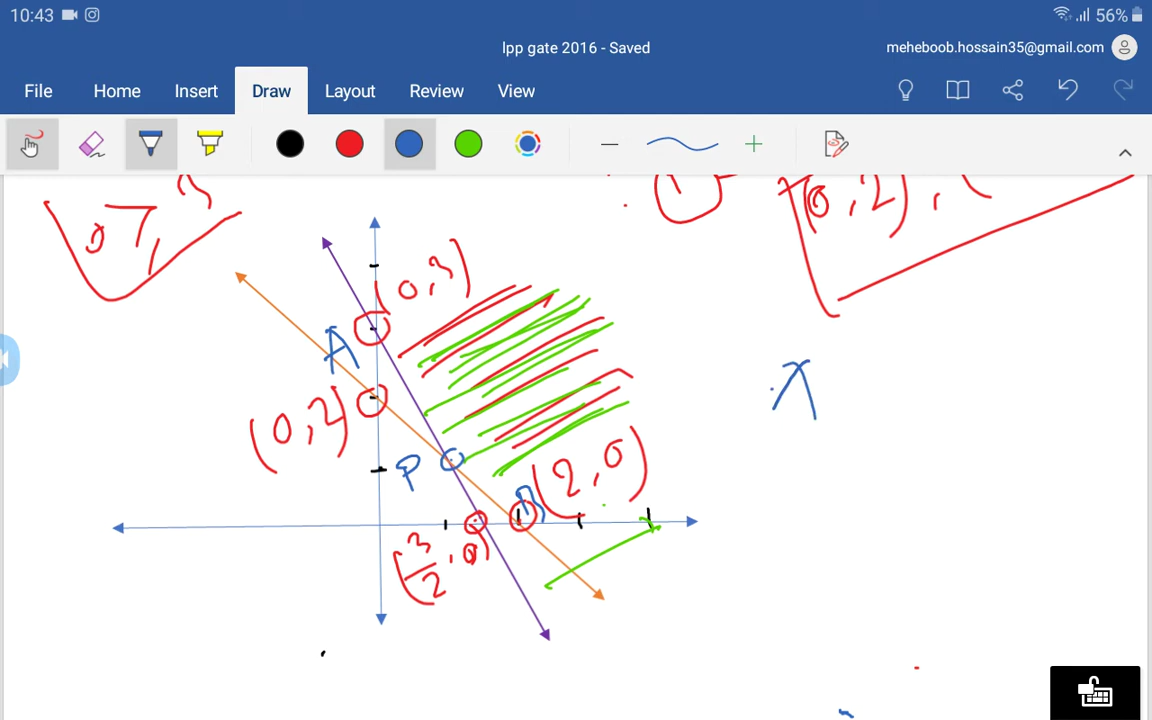 10:43 56%
lpp gate 2016 - Saved
meheboob.hossain35@gmail.com
File Home Insert Draw Layout Review View
(0,2),
(0,3)
A
(0,2)
P
(2,0)
B
(3/2,0)